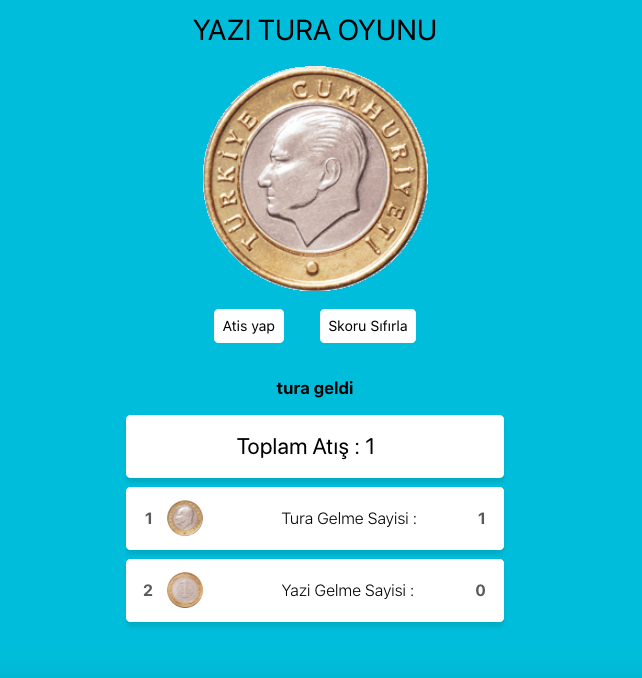 YAZI TURA OYUNU
TÜRKİYE CUMHURİYETİ
Atis yap
Skoru Sıfırla
tura geldi
Toplam Atış : 1
1 Tura Gelme Sayisi : 1
2 Yazi Gelme Sayisi : 0